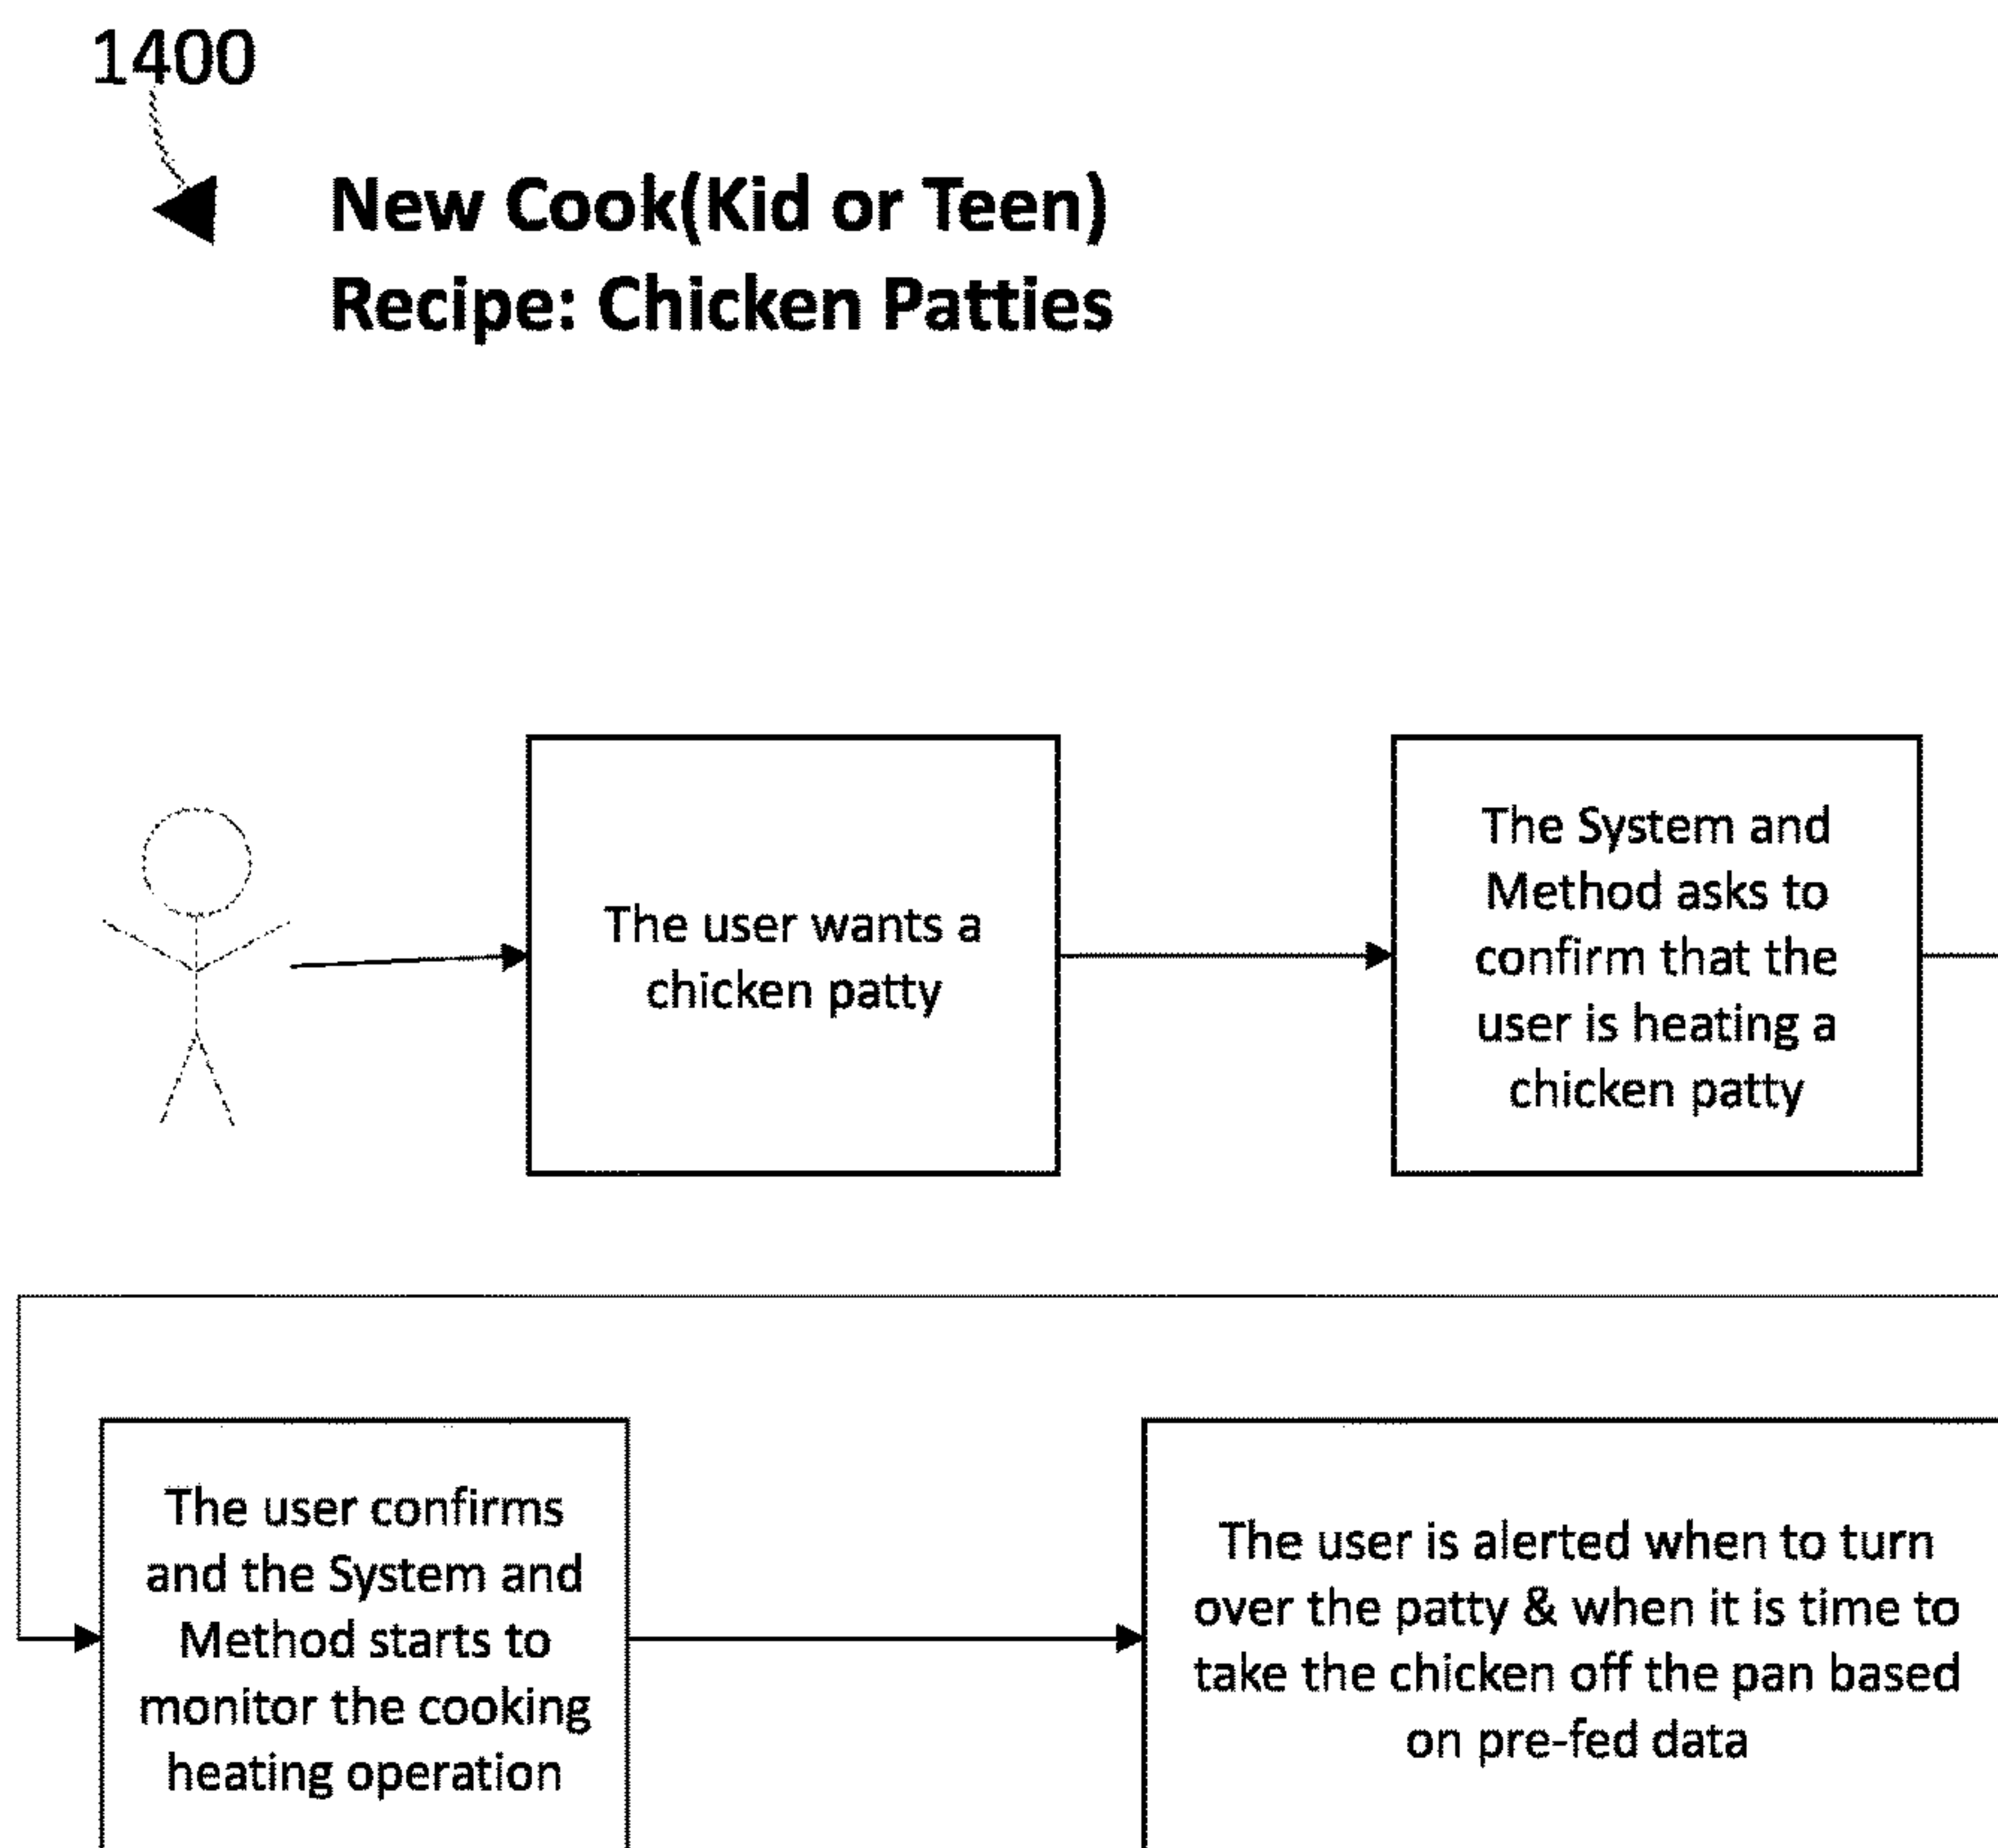 1400
New Cook(Kid or Teen)
Recipe: Chicken Patties
The user wants a
chicken patty
The System and
Method asks to
confirm that the
user is heating a
chicken patty
The user confirms
and the System and
Method starts to
monitor the cooking
heating operation
The user is alerted when to turn
over the patty & when it is time to
take the chicken off the pan based
on pre-fed data